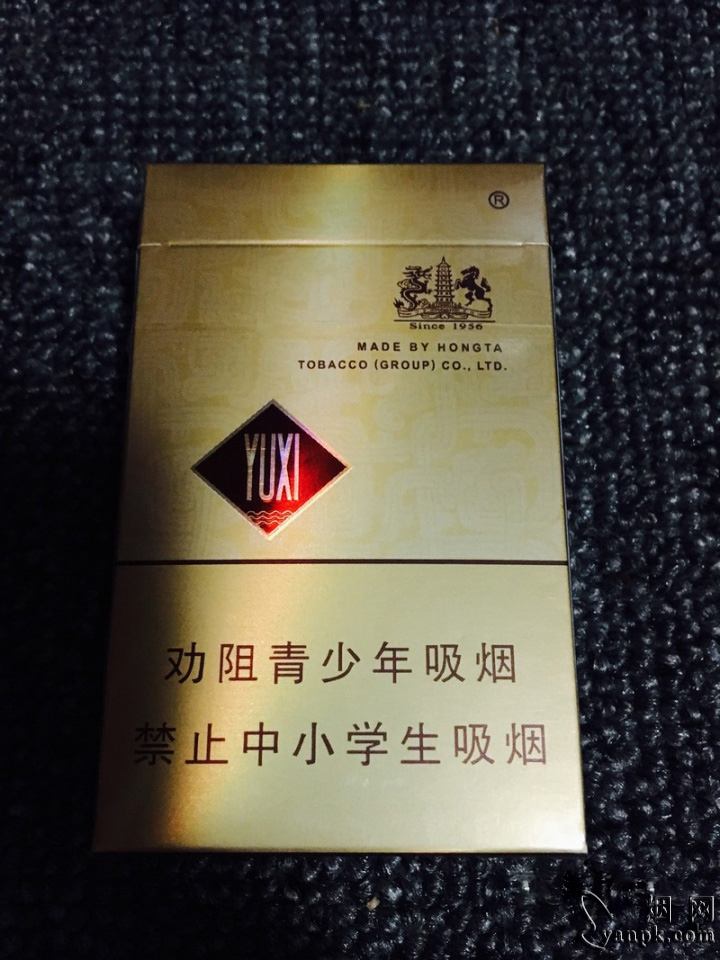 ®
Since 1956
MADE BY HONGTA
TOBACCO (GROUP) CO., LTD.
YUXI
劝阻青少年吸烟
禁止中小学生吸烟
烟网
yanpk.com